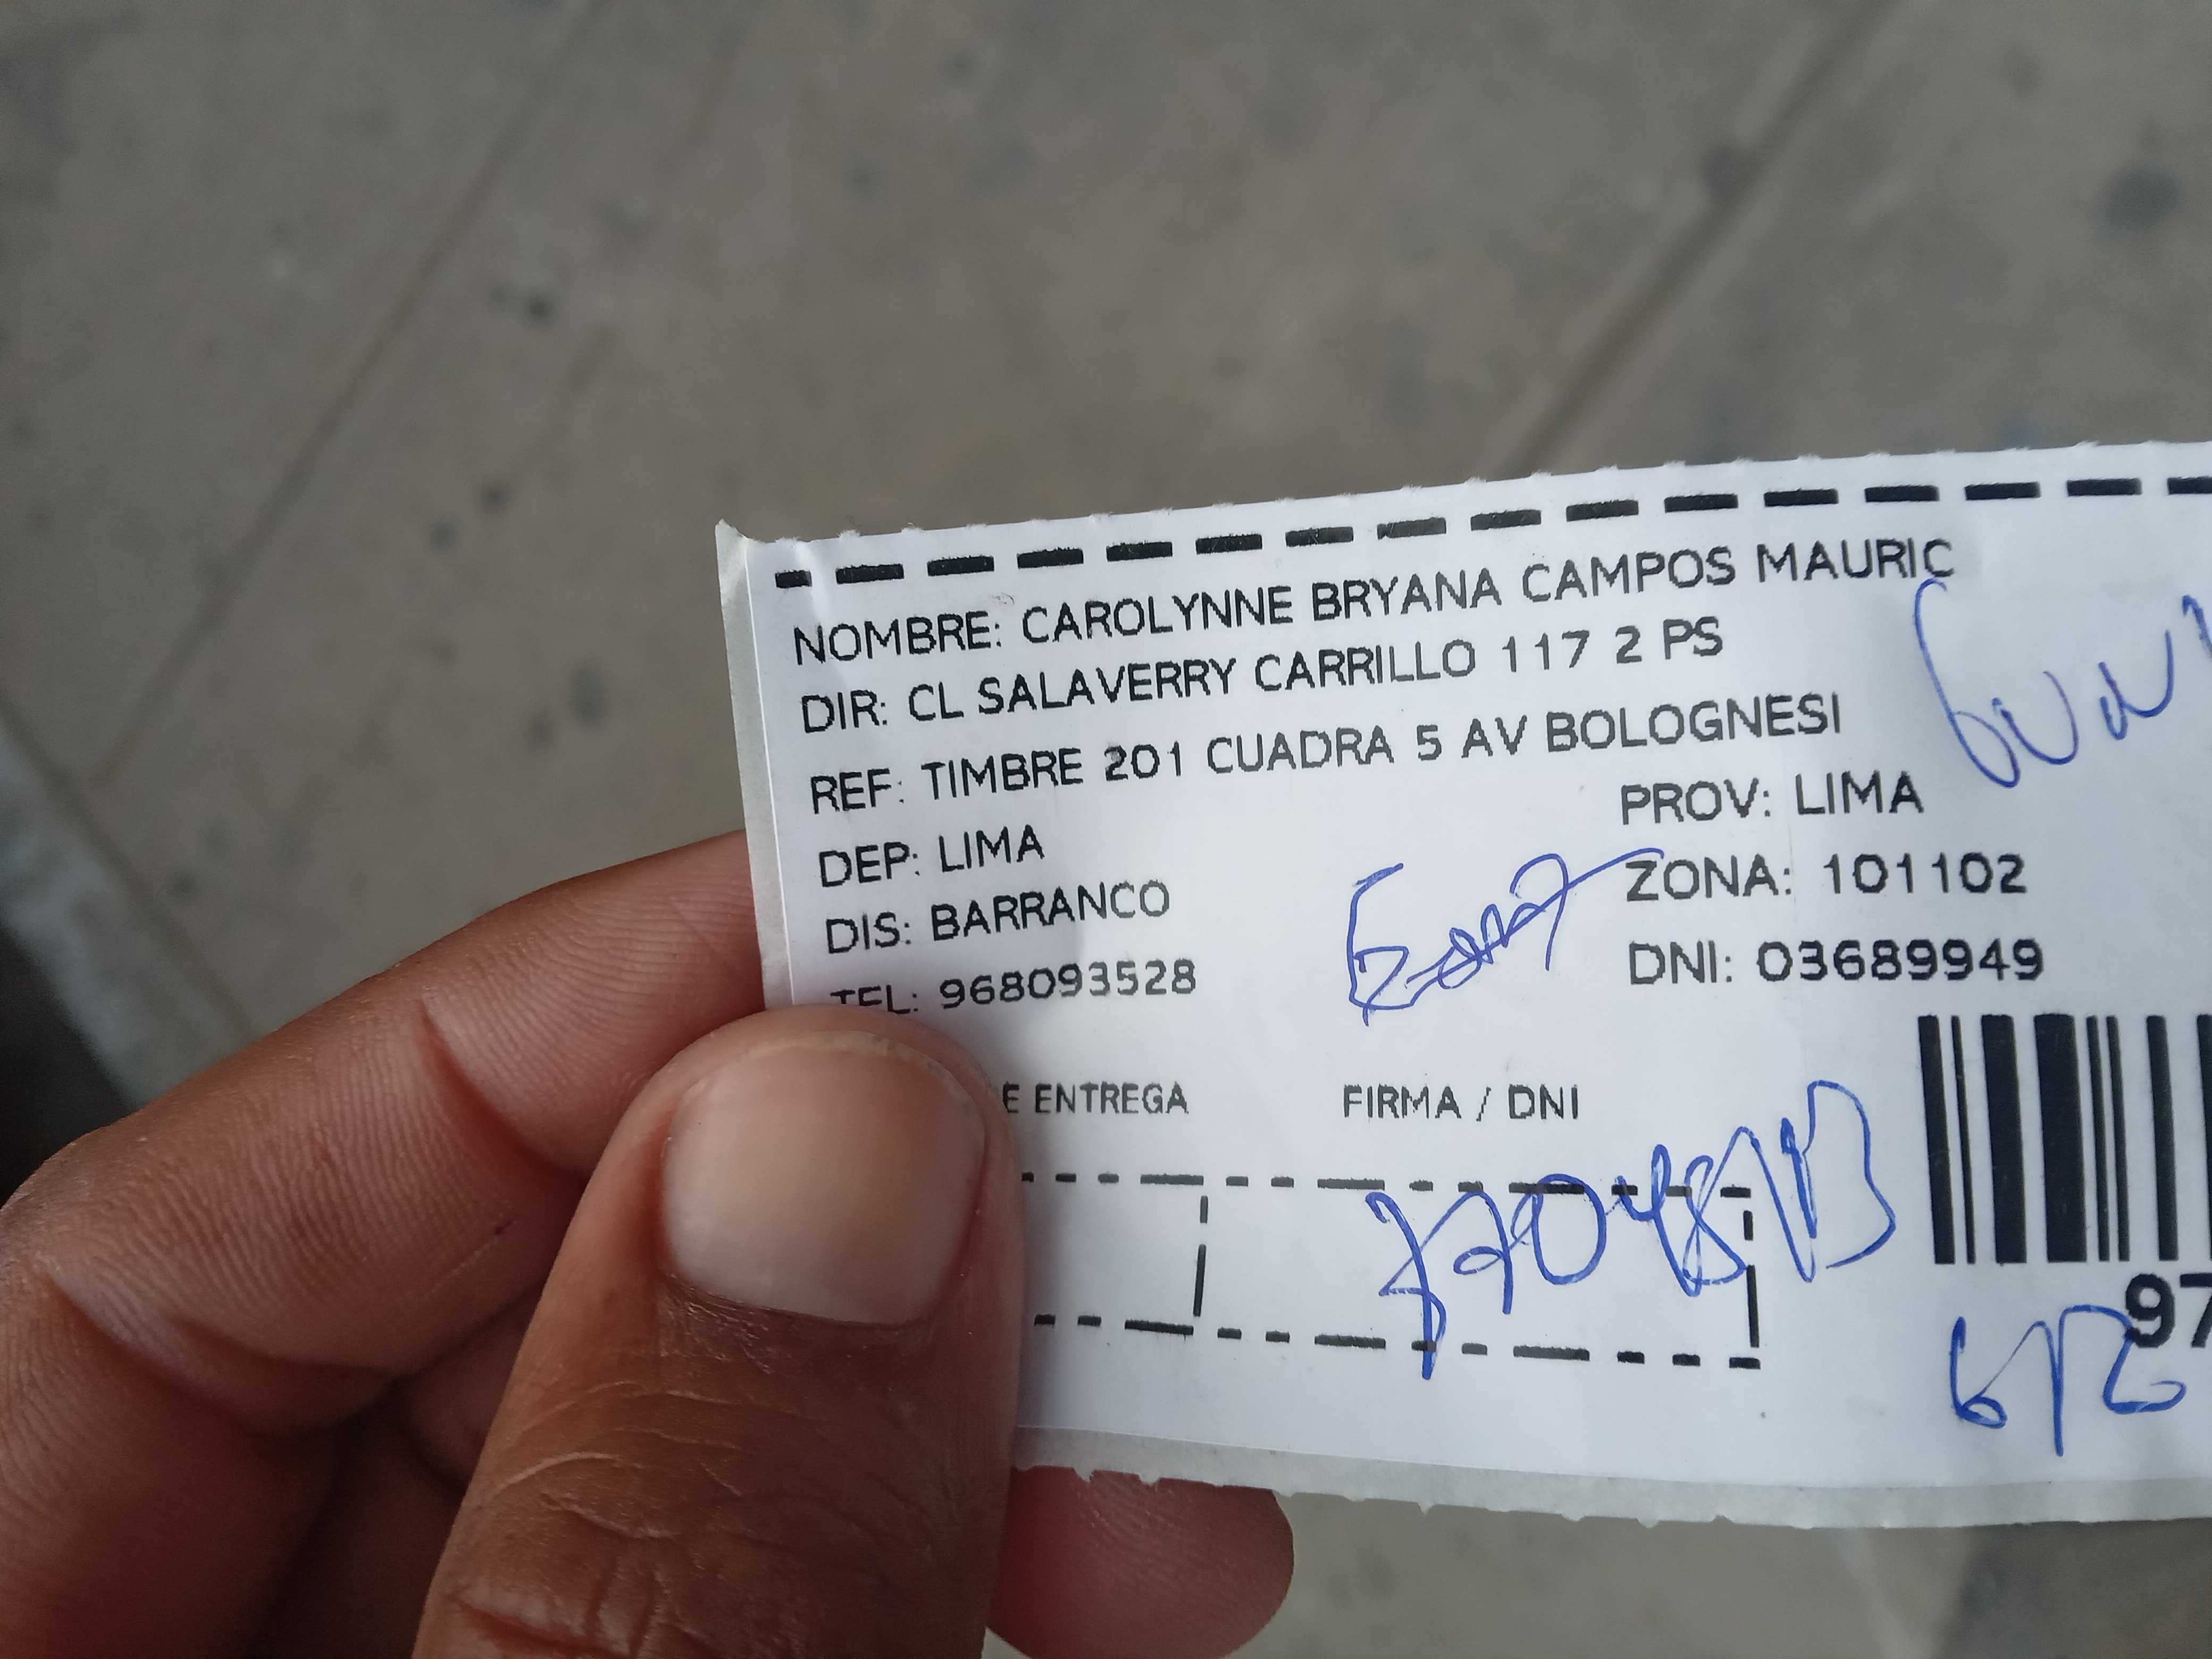 NOMBRE: CAROLYNNE BRYANA CAMPOS MAURIC
DIR: CL SALAVERRY CARRILLO 117 2 PS
REF: TIMBRE 201 CUADRA 5 AV BOLOGNESI
DEP: LIMA PROV: LIMA
DIS: BARRANCO ZONA: 101102
TEL: 968093528 DNI: 03689949
E ENTREGA FIRMA / DNI
97